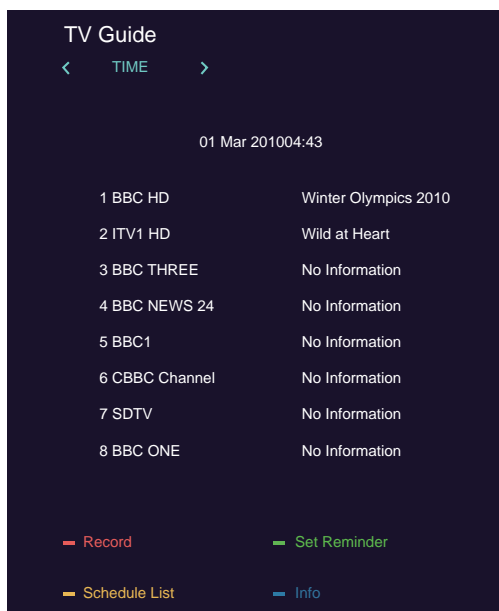 TV Guide
TIME
01 Mar 201004:43
1 BBC HD Winter Olympics 2010
2 ITV1 HD Wild at Heart
3 BBC THREE No Information
4 BBC NEWS 24 No Information
5 BBC1 No Information
6 CBBC Channel No Information
7 SDTV No Information
8 BBC ONE No Information
Record Set Reminder
Schedule List Info